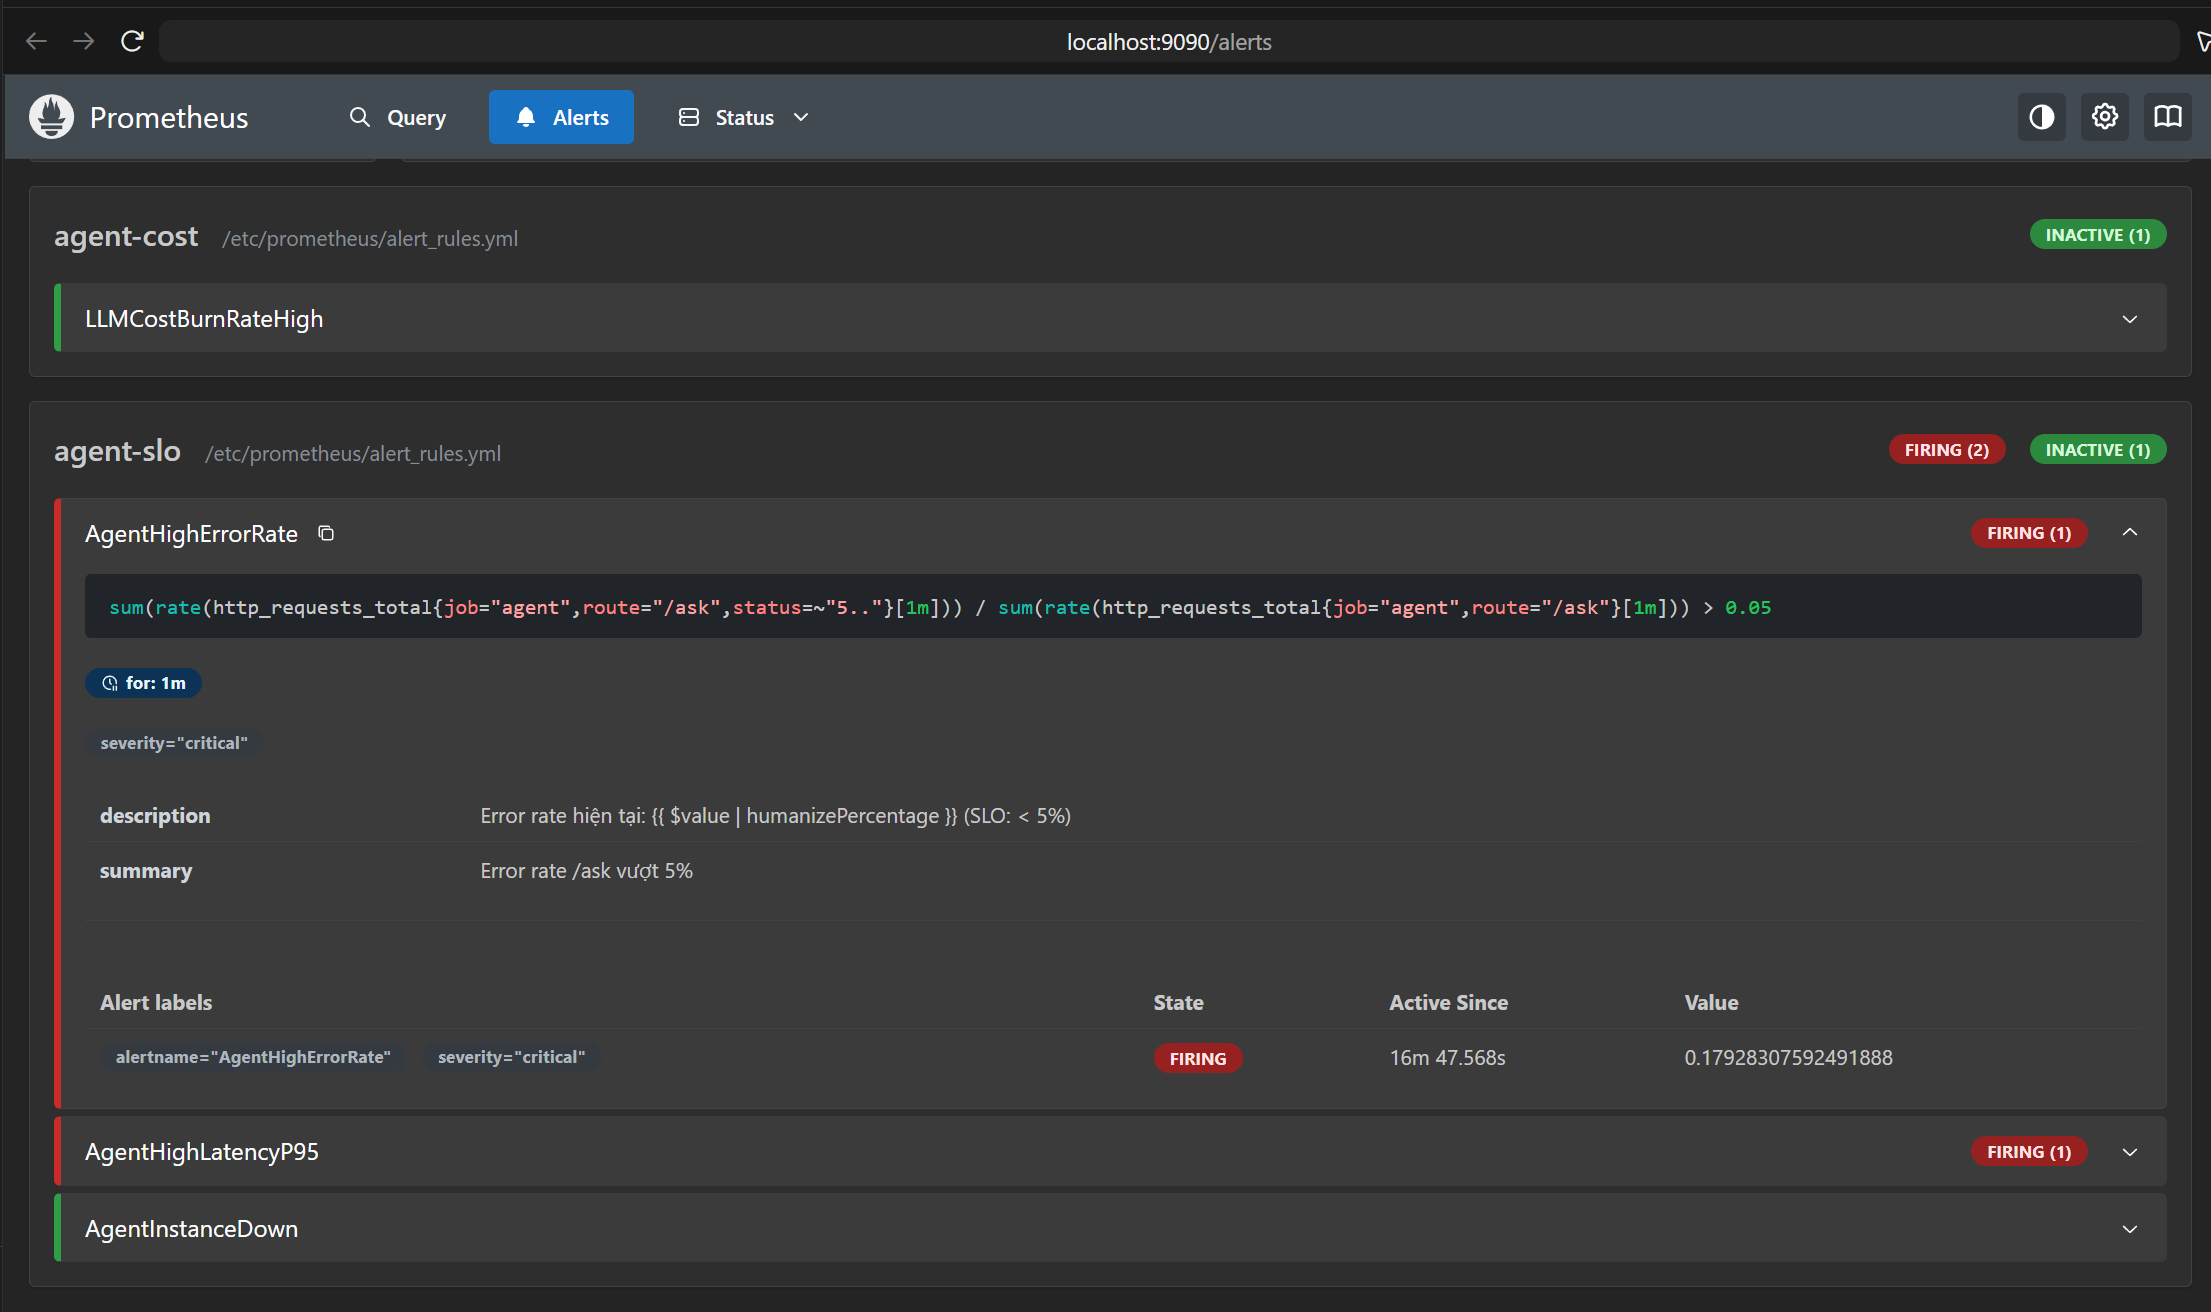 localhost:9090/alerts
Prometheus
Query
Alerts
Status
agent-cost /etc/prometheus/alert_rules.yml
INACTIVE (1)
LLMCostBurnRateHigh
agent-slo /etc/prometheus/alert_rules.yml
FIRING (2)
INACTIVE (1)
AgentHighErrorRate
FIRING (1)
sum(rate(http_requests_total{job="agent",route="/ask",status=~"5.."}[1m])) / sum(rate(http_requests_total{job="agent",route="/ask"}[1m])) > 0.05
for: 1m
severity="critical"
description Error rate hiện tại: {{ $value | humanizePercentage }} (SLO: < 5%)
summary Error rate /ask vượt 5%
Alert labels State Active Since Value
alertname="AgentHighErrorRate" severity="critical" FIRING 16m 47.568s 0.17928307592491888
AgentHighLatencyP95
FIRING (1)
AgentInstanceDown